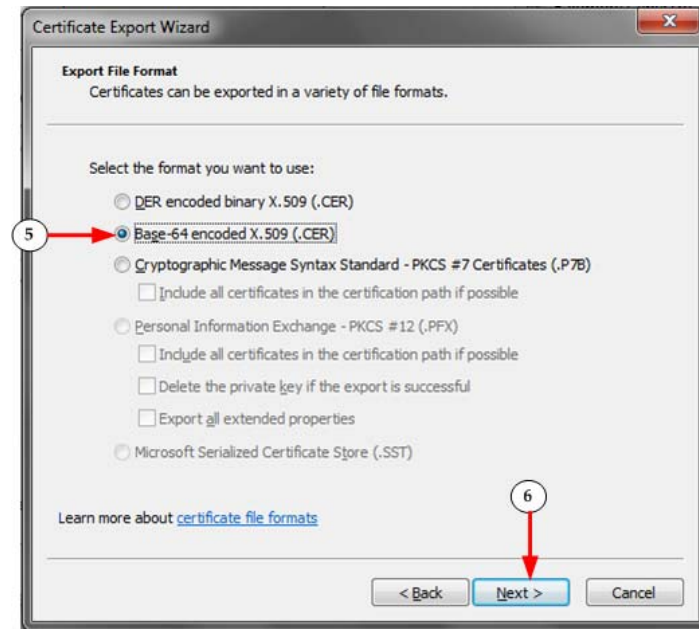 Certificate Export Wizard
Export File Format
Certificates can be exported in a variety of file formats.
Select the format you want to use:
DER encoded binary X.509 (.CER)
5
Base-64 encoded X.509 (.CER)
Cryptographic Message Syntax Standard - PKCS #7 Certificates (.P7B)
Include all certificates in the certification path if possible
Personal Information Exchange - PKCS #12 (.PFX)
Include all certificates in the certification path if possible
Delete the private key if the export is successful
Export all extended properties
Microsoft Serialized Certificate Store (.SST)
6
Learn more about certificate file formats
< Back Next > Cancel